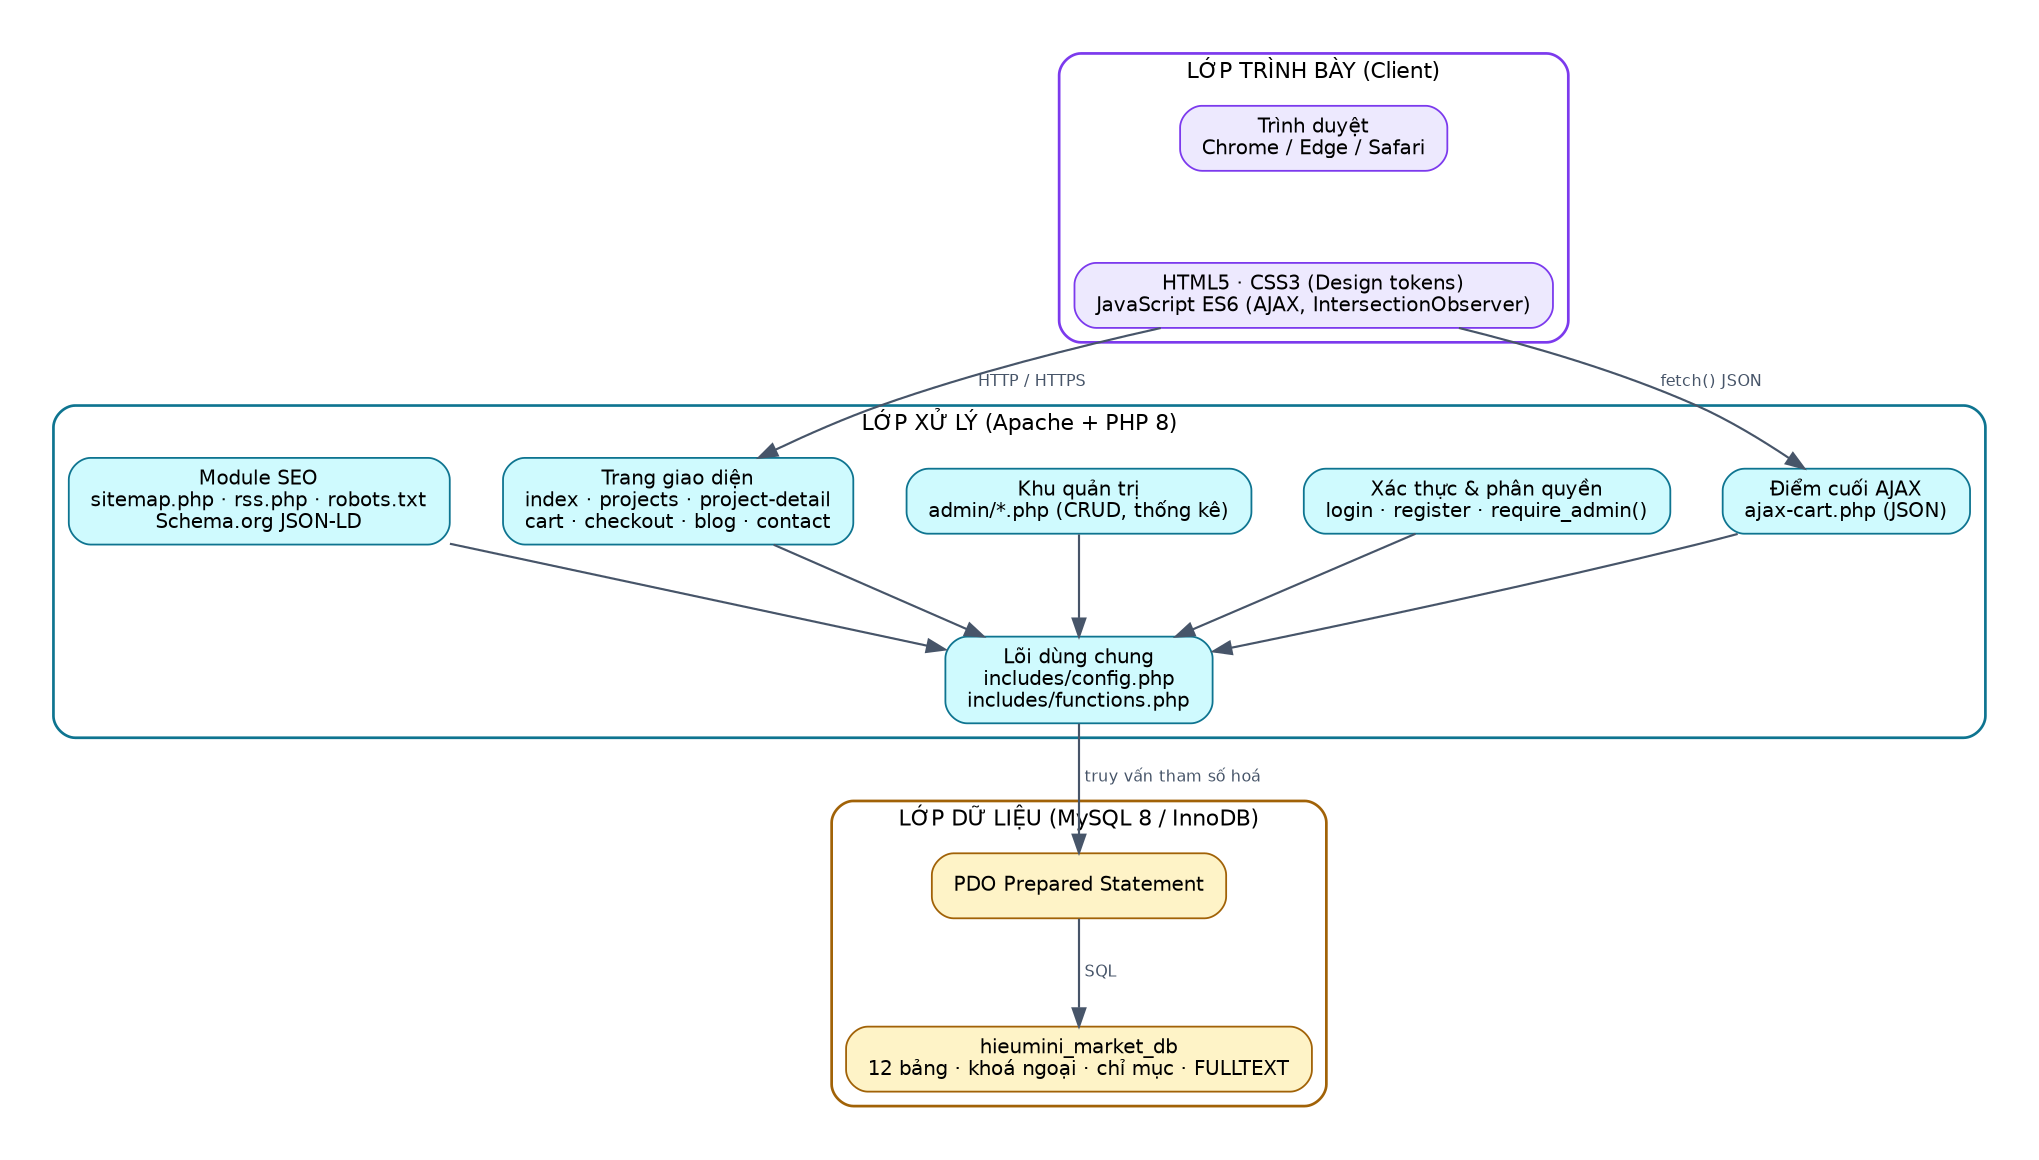 LỚP TRÌNH BÀY (Client)
Trình duyệt
Chrome / Edge / Safari
HTML5 · CSS3 (Design tokens)
JavaScript ES6 (AJAX, IntersectionObserver)
HTTP / HTTPS
fetch() JSON
LỚP XỬ LÝ (Apache + PHP 8)
Module SEO
sitemap.php · rss.php · robots.txt
Schema.org JSON-LD
Trang giao diện
index · projects · project-detail
cart · checkout · blog · contact
Khu quản trị
admin/*.php (CRUD, thống kê)
Xác thực & phân quyền
login · register · require_admin()
Điểm cuối AJAX
ajax-cart.php (JSON)
Lõi dùng chung
includes/config.php
includes/functions.php
truy vấn tham số hoá
LỚP DỮ LIỆU (MySQL 8 / InnoDB)
PDO Prepared Statement
SQL
hieumini_market_db
12 bảng · khoá ngoại · chỉ mục · FULLTEXT